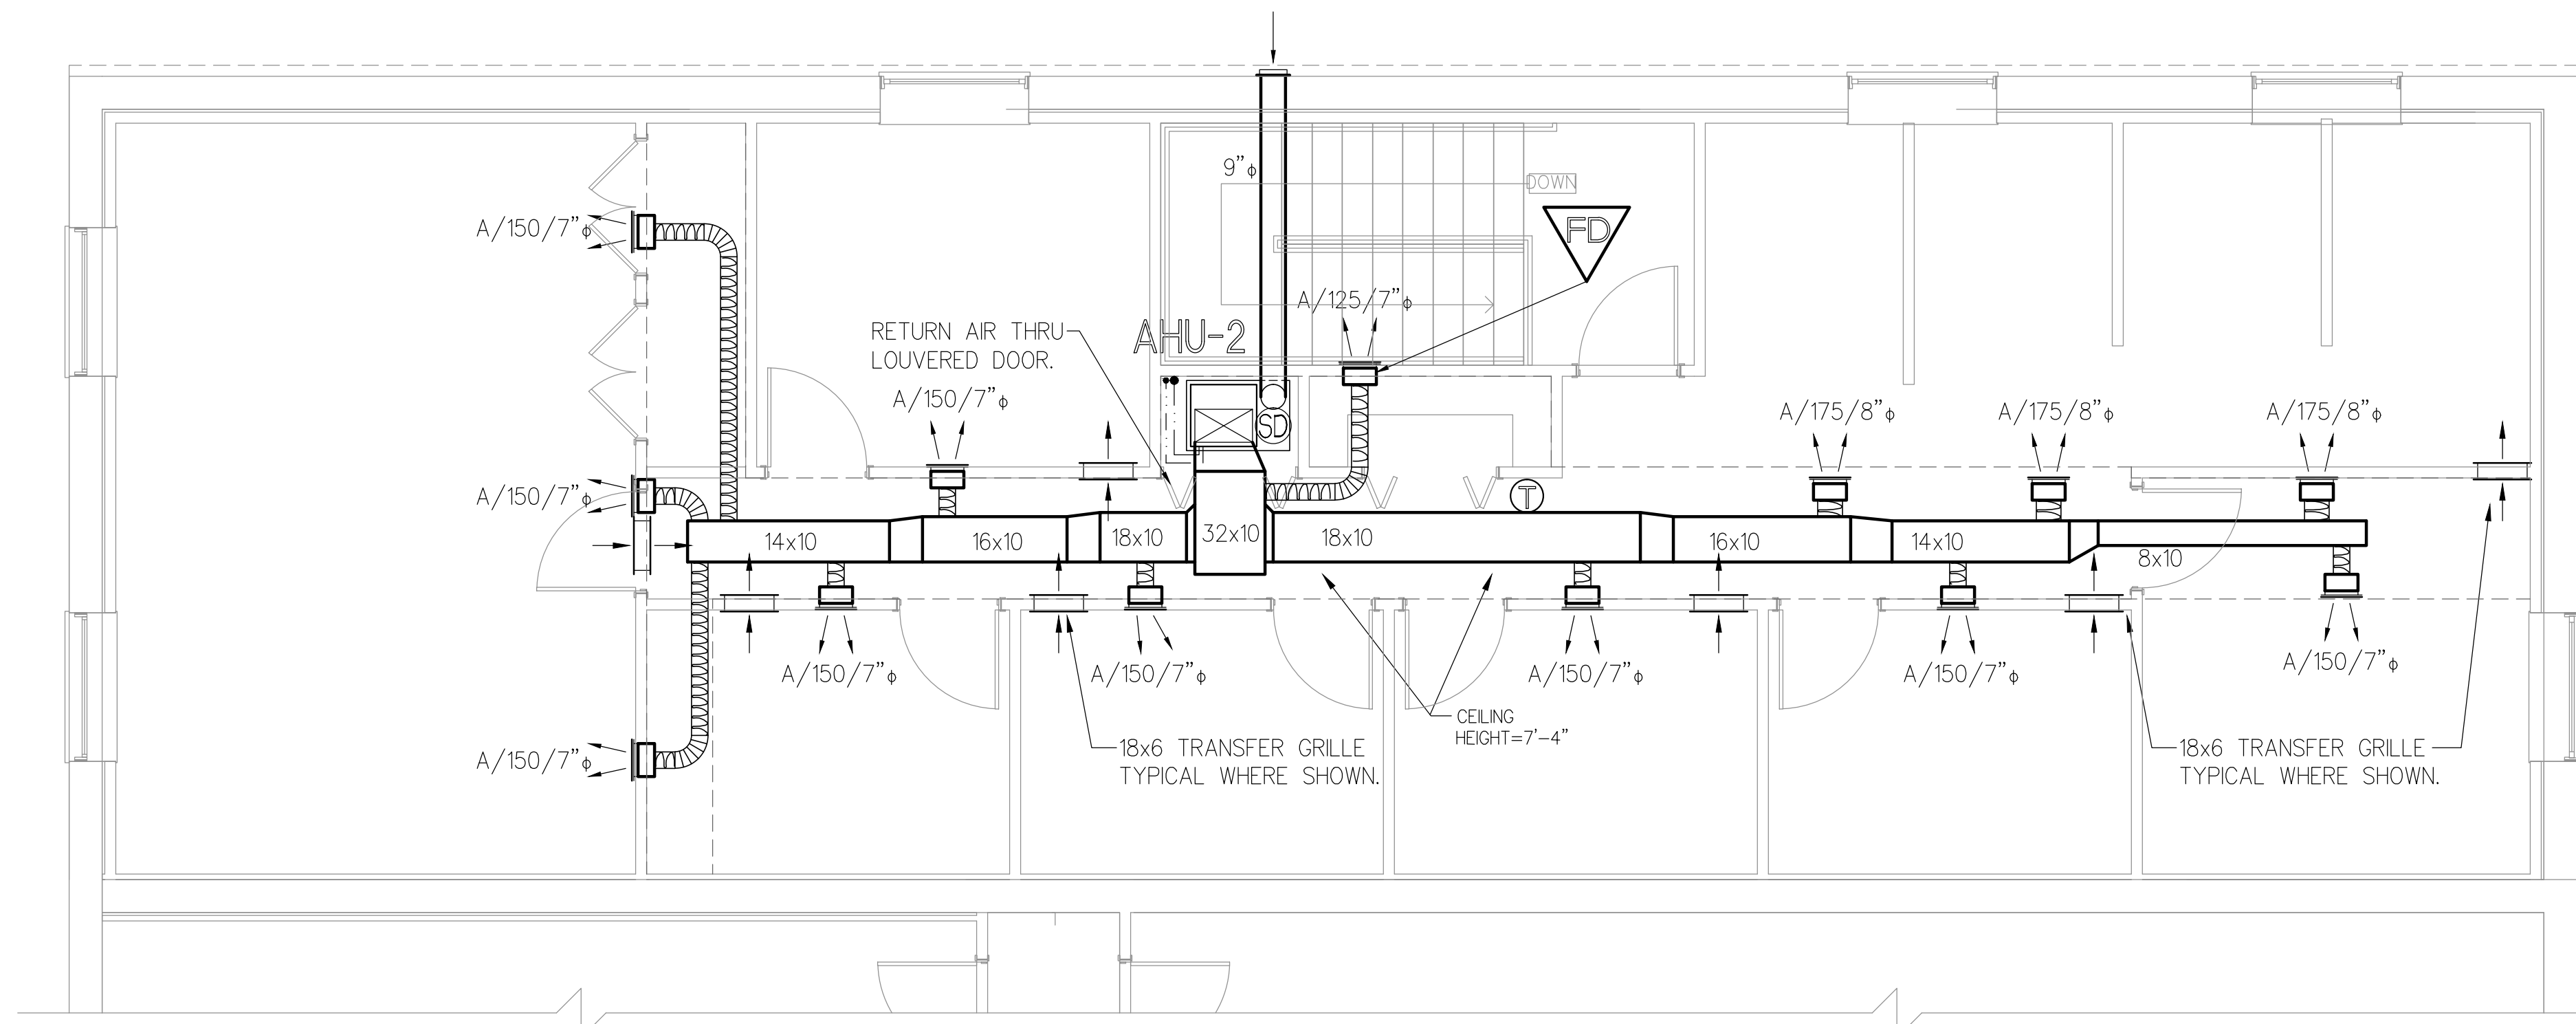 9"φ
DOWN
FD
A/150/7"φ
A/125/7"φ
RETURN AIR THRU
LOUVERED DOOR.
AHU-2
A/150/7"φ
SD
A/175/8"φ
A/175/8"φ
A/175/8"φ
A/150/7"φ
T
14x10
16x10
18x10
32x10
18x10
16x10
14x10
8x10
A/150/7"φ
A/150/7"φ
A/150/7"φ
A/150/7"φ
A/150/7"φ
CEILING
HEIGHT=7'-4"
A/150/7"φ
18x6 TRANSFER GRILLE
TYPICAL WHERE SHOWN.
18x6 TRANSFER GRILLE
TYPICAL WHERE SHOWN.